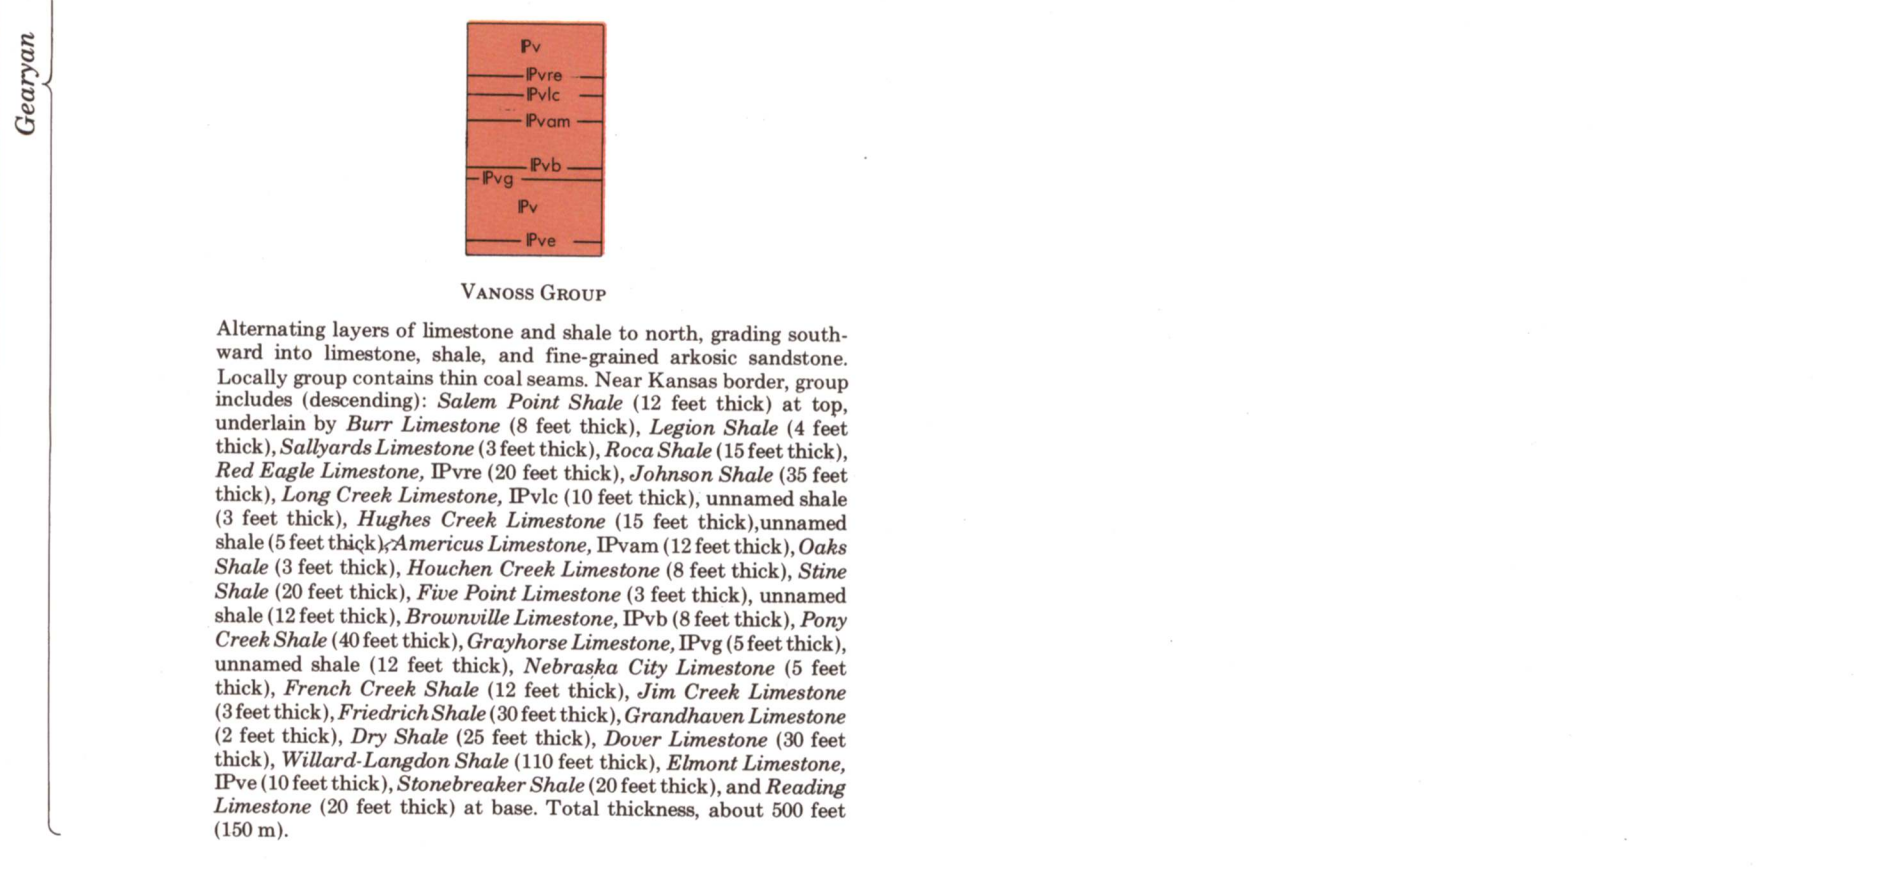 Gearyan
IPv
IPvre
IPvlc
IPvam
IPvb
IPvg
IPv
IPve
VANOSS GROUP
Alternating layers of limestone and shale to north, grading south-
ward into limestone, shale, and fine-grained arkosic sandstone.
Locally group contains thin coal seams. Near Kansas border, group
includes (descending): Salem Point Shale (12 feet thick) at top,
underlain by Burr Limestone (8 feet thick), Legion Shale (4 feet
thick), Sallyards Limestone (3 feet thick), Roca Shale (15 feet thick),
Red Eagle Limestone, IPvre (20 feet thick), Johnson Shale (35 feet
thick), Long Creek Limestone, IPvlc (10 feet thick), unnamed shale
(3 feet thick), Hughes Creek Limestone (15 feet thick),unnamed
shale (5 feet thick), Americus Limestone, IPvam (12 feet thick), Oaks
Shale (3 feet thick), Houchen Creek Limestone (8 feet thick), Stine
Shale (20 feet thick), Five Point Limestone (3 feet thick), unnamed
shale (12 feet thick), Brownville Limestone, IPvb (8 feet thick), Pony
Creek Shale (40 feet thick), Grayhorse Limestone, IPvg (5 feet thick),
unnamed shale (12 feet thick), Nebraska City Limestone (5 feet
thick), French Creek Shale (12 feet thick), Jim Creek Limestone
(3 feet thick), Friedrich Shale (30 feet thick), Grandhaven Limestone
(2 feet thick), Dry Shale (25 feet thick), Dover Limestone (30 feet
thick), Willard-Langdon Shale (110 feet thick), Elmont Limestone,
IPve (10 feet thick), Stonebreaker Shale (20 feet thick), and Reading
Limestone (20 feet thick) at base. Total thickness, about 500 feet
(150 m).